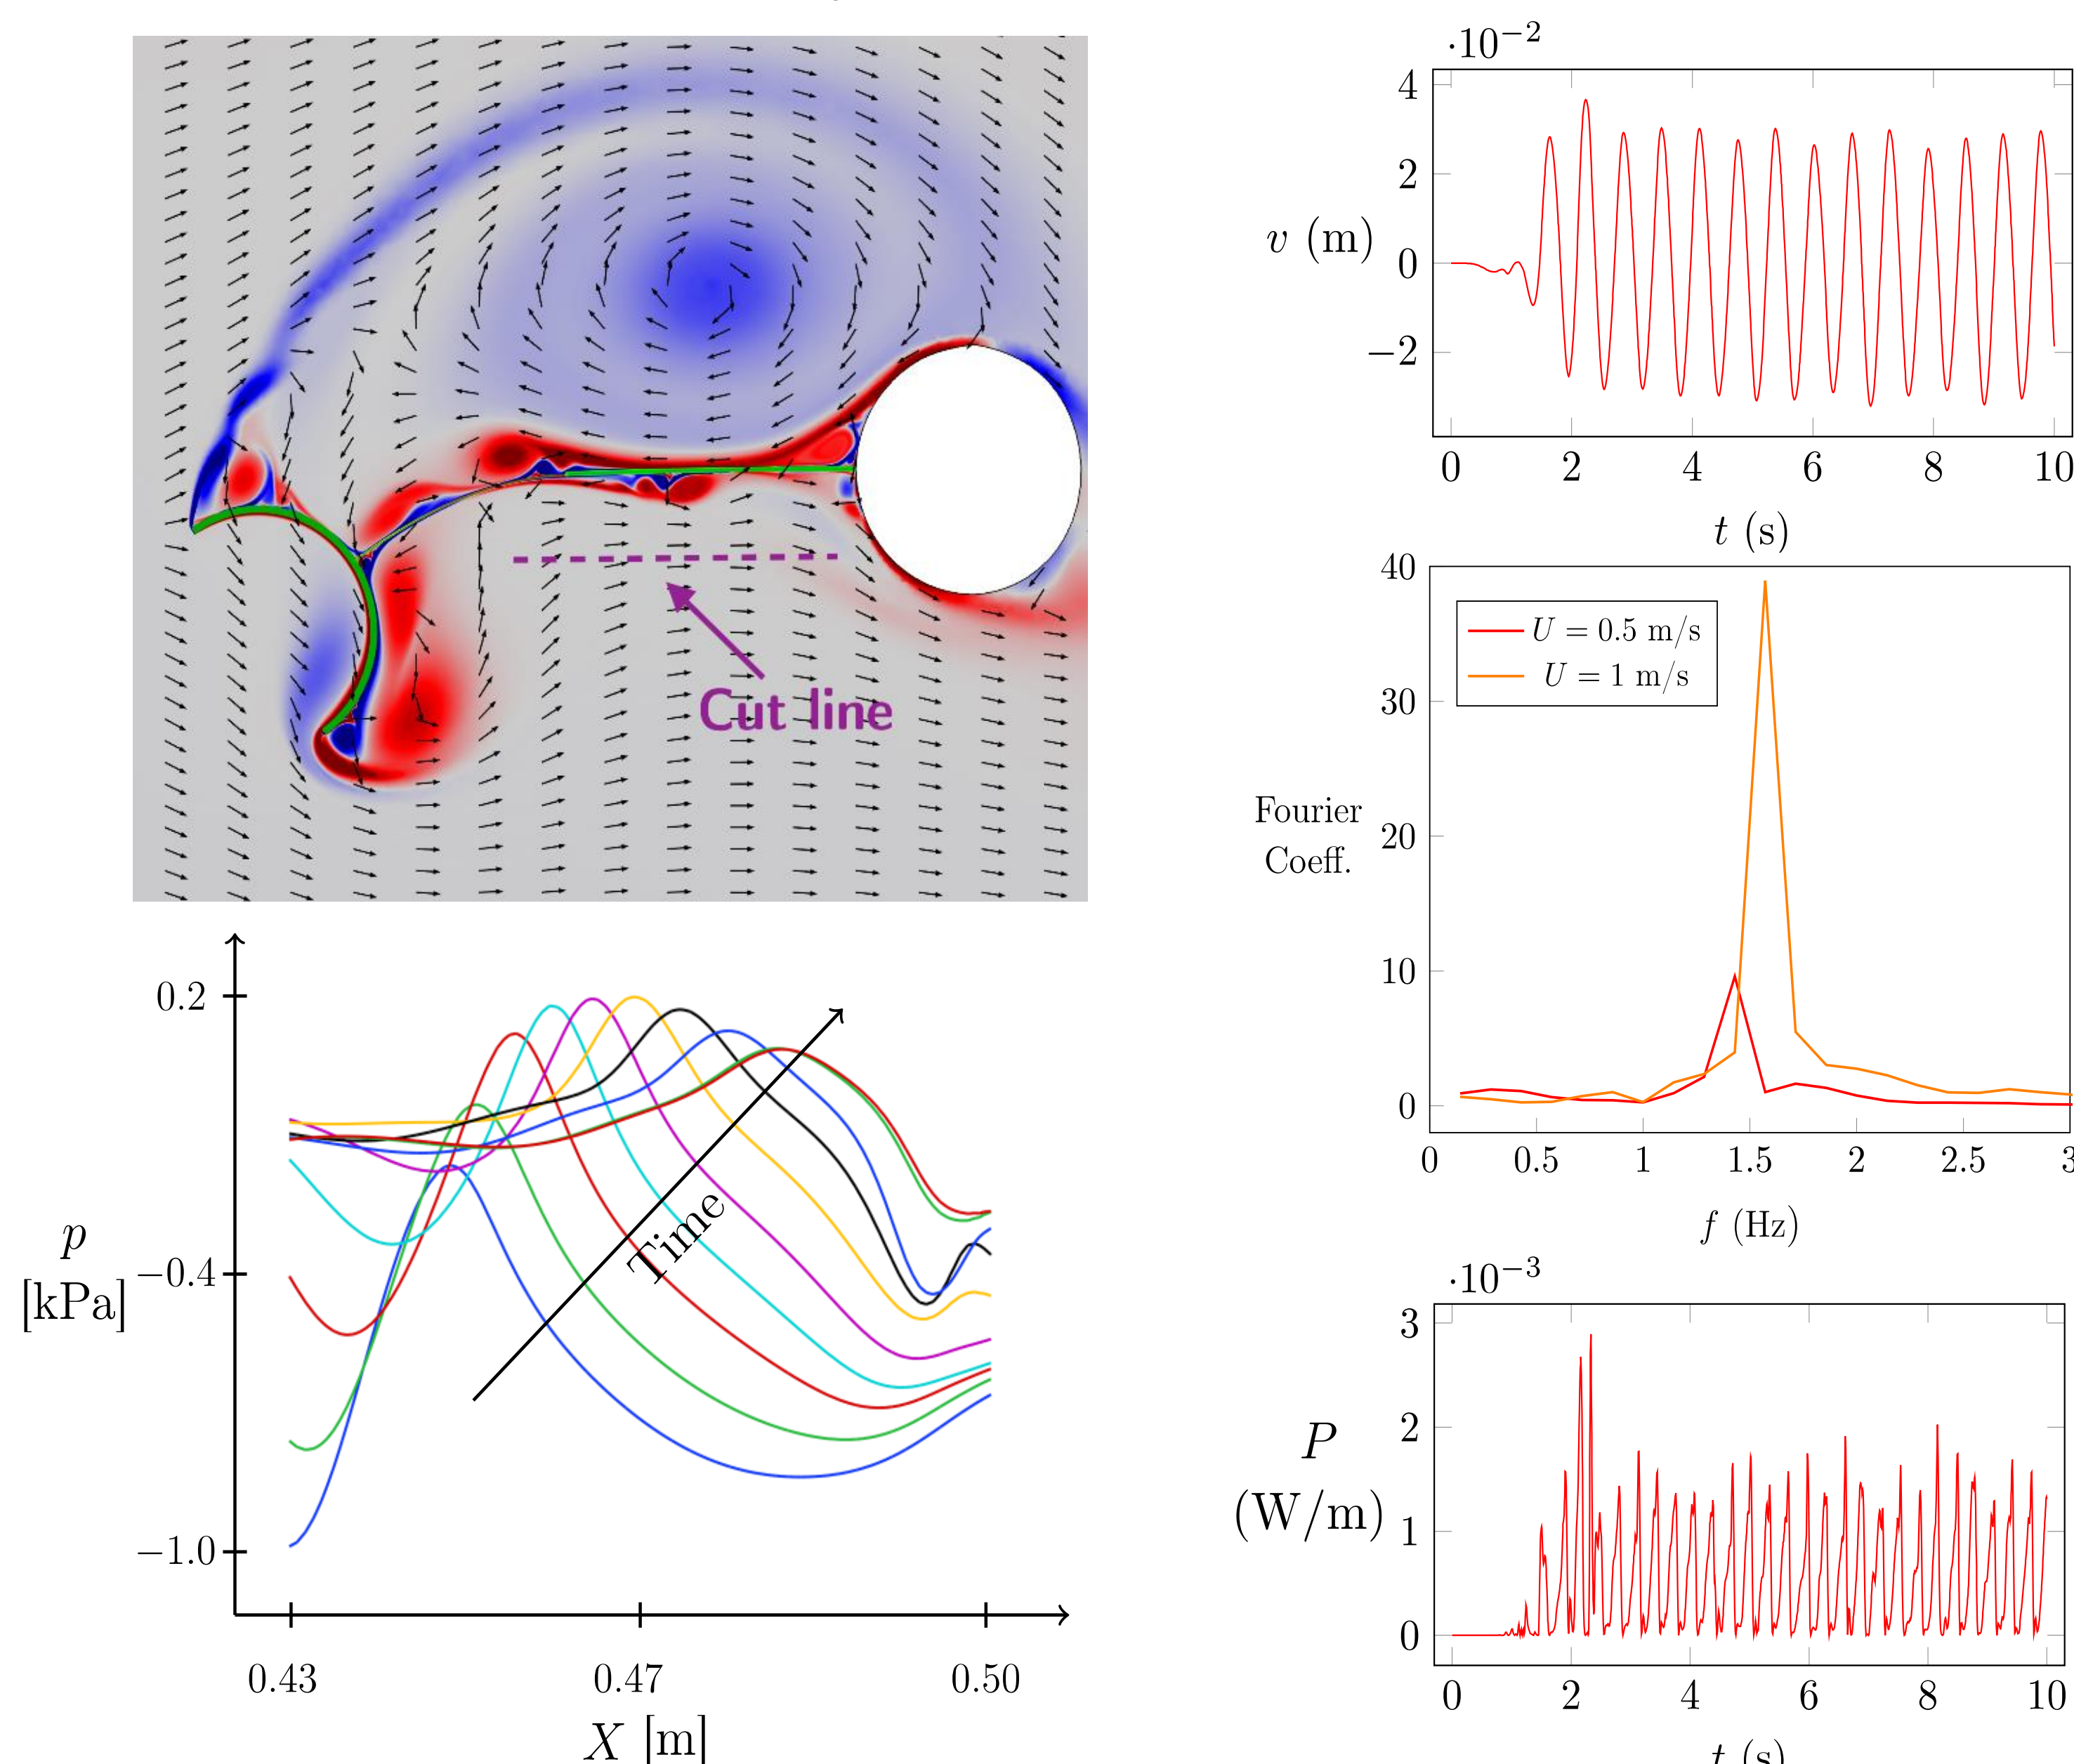 Cut line
0.2
−0.4
−1.0
p
[kPa]
Time
0.43 0.47 0.50
X [m]
·10−2
4
2
0
−2
v (m)
0 2 4 6 8 10
t (s)
40
30
20
10
0
U = 0.5 m/s
U = 1 m/s
Fourier
Coeff.
0 0.5 1 1.5 2 2.5 3
f (Hz)
·10−3
3
2
1
0
P
(W/m)
0 2 4 6 8 10
t (s)